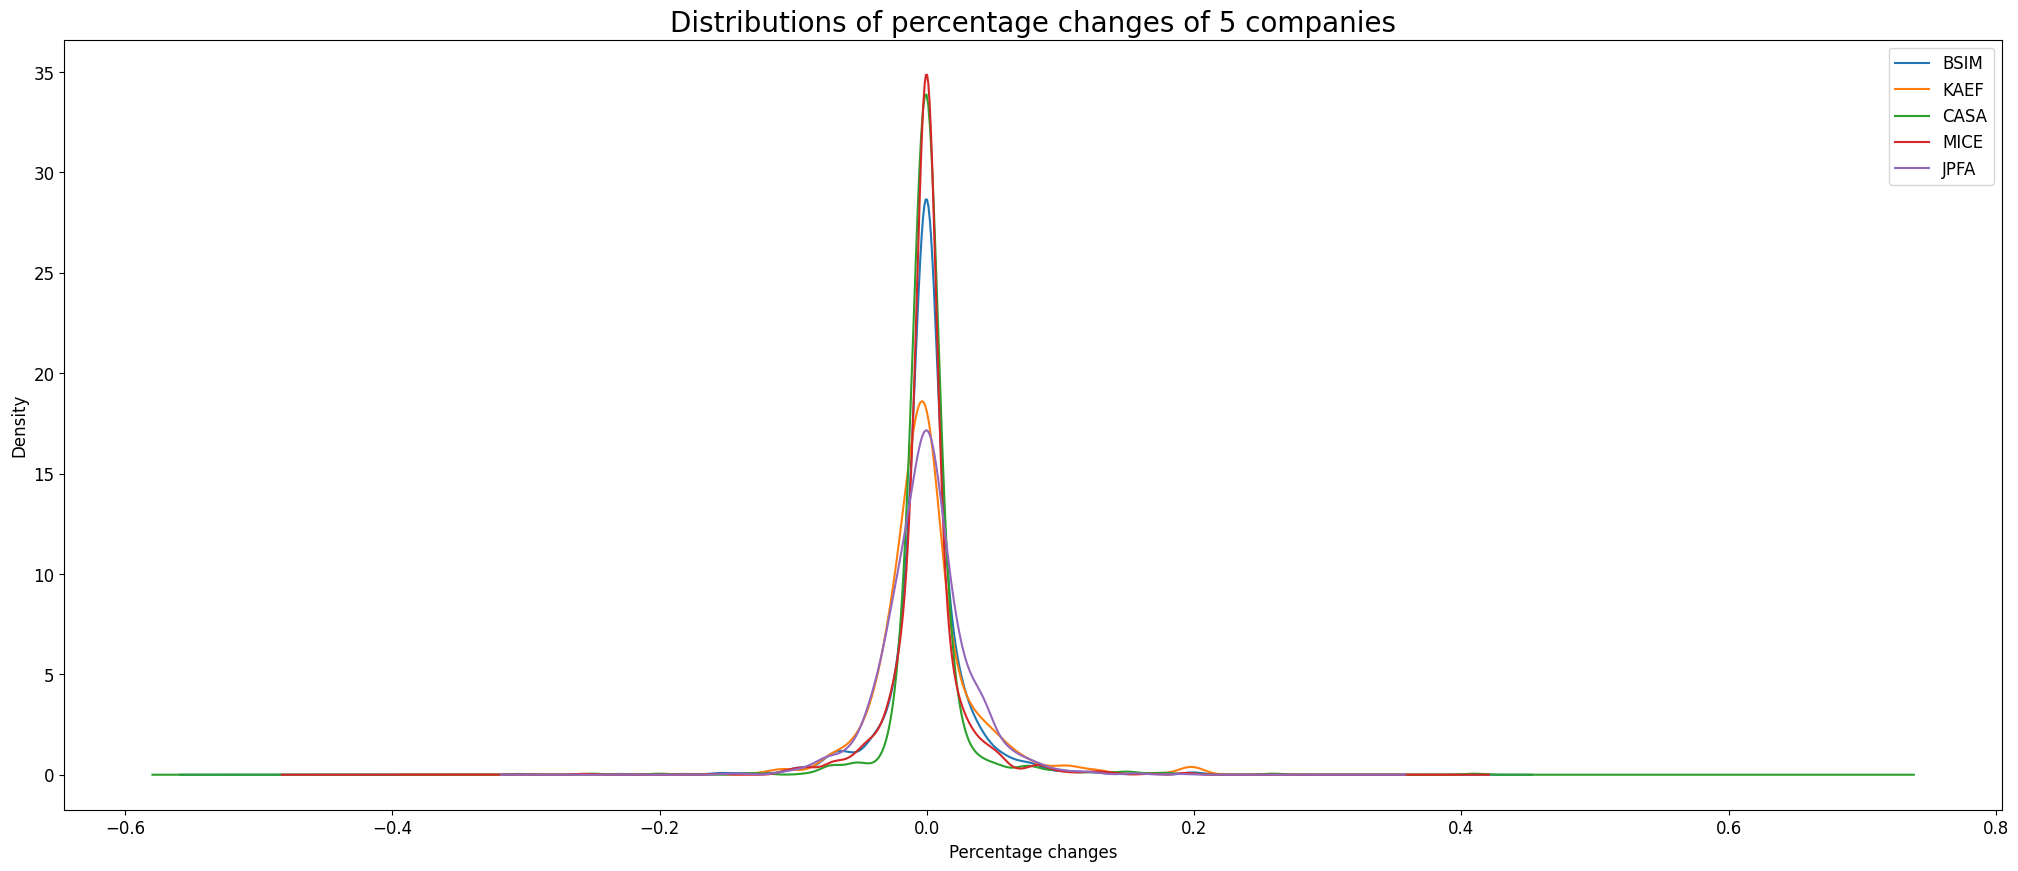 Distributions of percentage changes of 5 companies
BSIM
KAEF
CASA
MICE
JPFA
35
30
25
20
15
10
5
0
Density
−0.6 −0.4 −0.2 0.0 0.2 0.4 0.6 0.8
Percentage changes